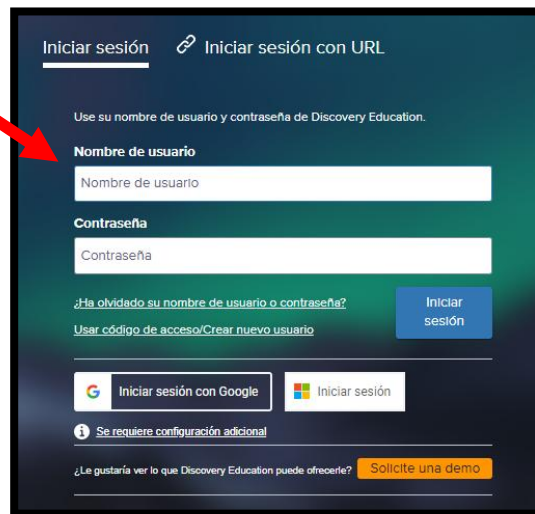 Iniciar sesión Iniciar sesión con URL
Use su nombre de usuario y contraseña de Discovery Education.
Nombre de usuario
Nombre de usuario
Contraseña
Contraseña
¿Ha olvidado su nombre de usuario o contraseña?
Usar código de acceso/Crear nuevo usuario
Iniciar
sesión
Iniciar sesión con Google
Iniciar sesión
Se requiere configuración adicional
¿Le gustaría ver lo que Discovery Education puede ofrecerle? Solicite una demo